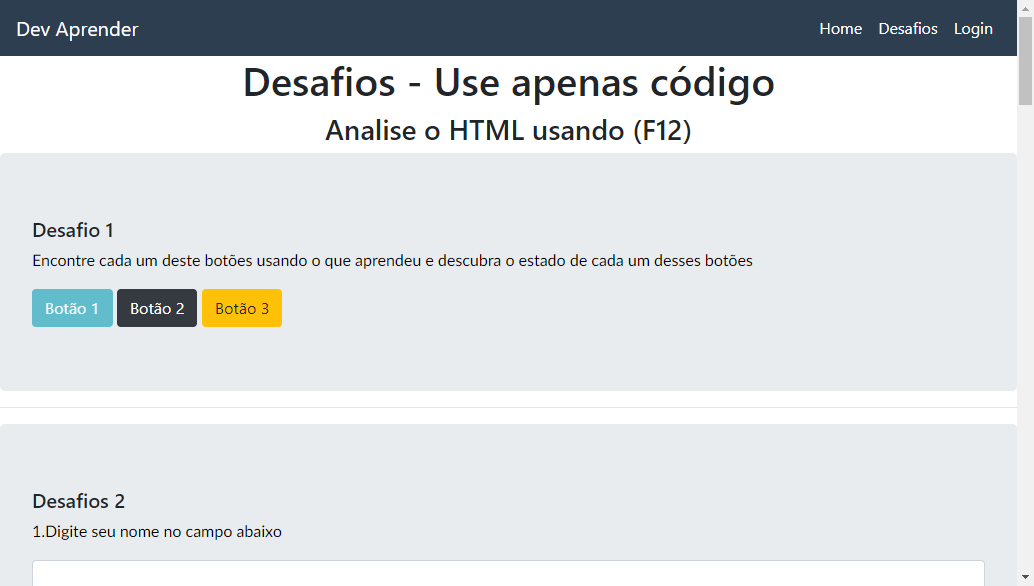 Dev Aprender
Home Desafios Login
Desafios - Use apenas código
Analise o HTML usando (F12)
Desafio 1
Encontre cada um deste botões usando o que aprendeu e descubra o estado de cada um desses botões
Botão 1 Botão 2 Botão 3
Desafios 2
1.Digite seu nome no campo abaixo